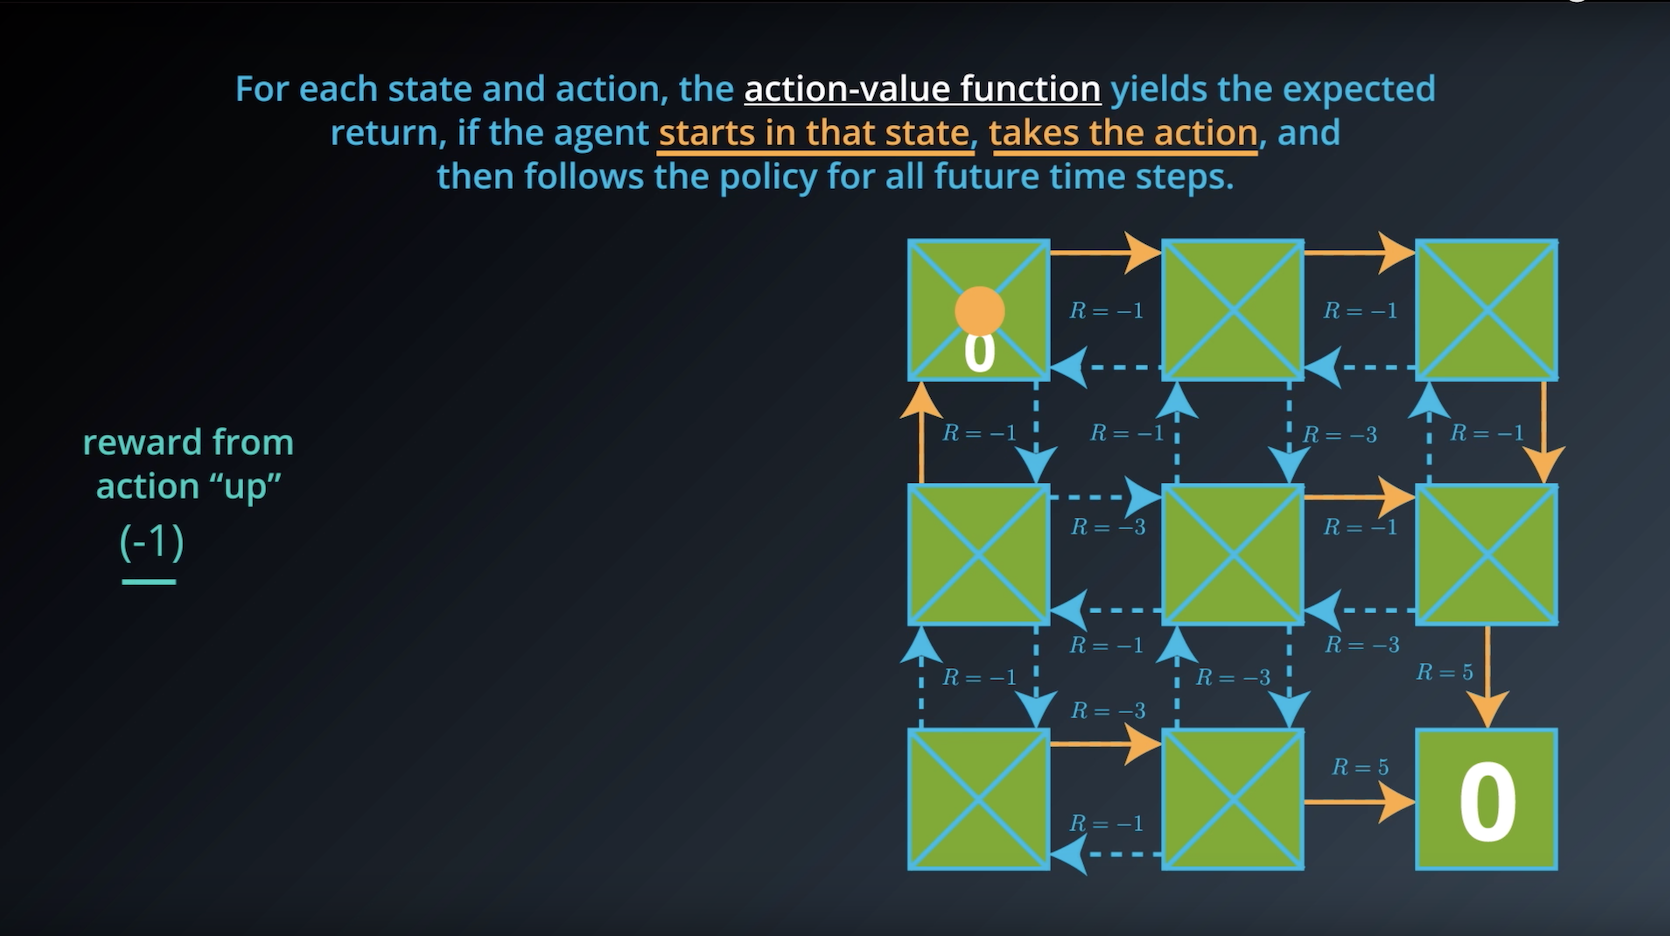 For each state and action, the action-value function yields the expected
return, if the agent starts in that state, takes the action, and
then follows the policy for all future time steps.
reward from
action “up”
(-1)
R = −1
R = −1
0
R = −1
R = −1
R = −3
R = −1
R = −3
R = −1
R = −1
R = −3
R = −1
R = −3
R = 5
R = −3
R = 5
0
R = −1